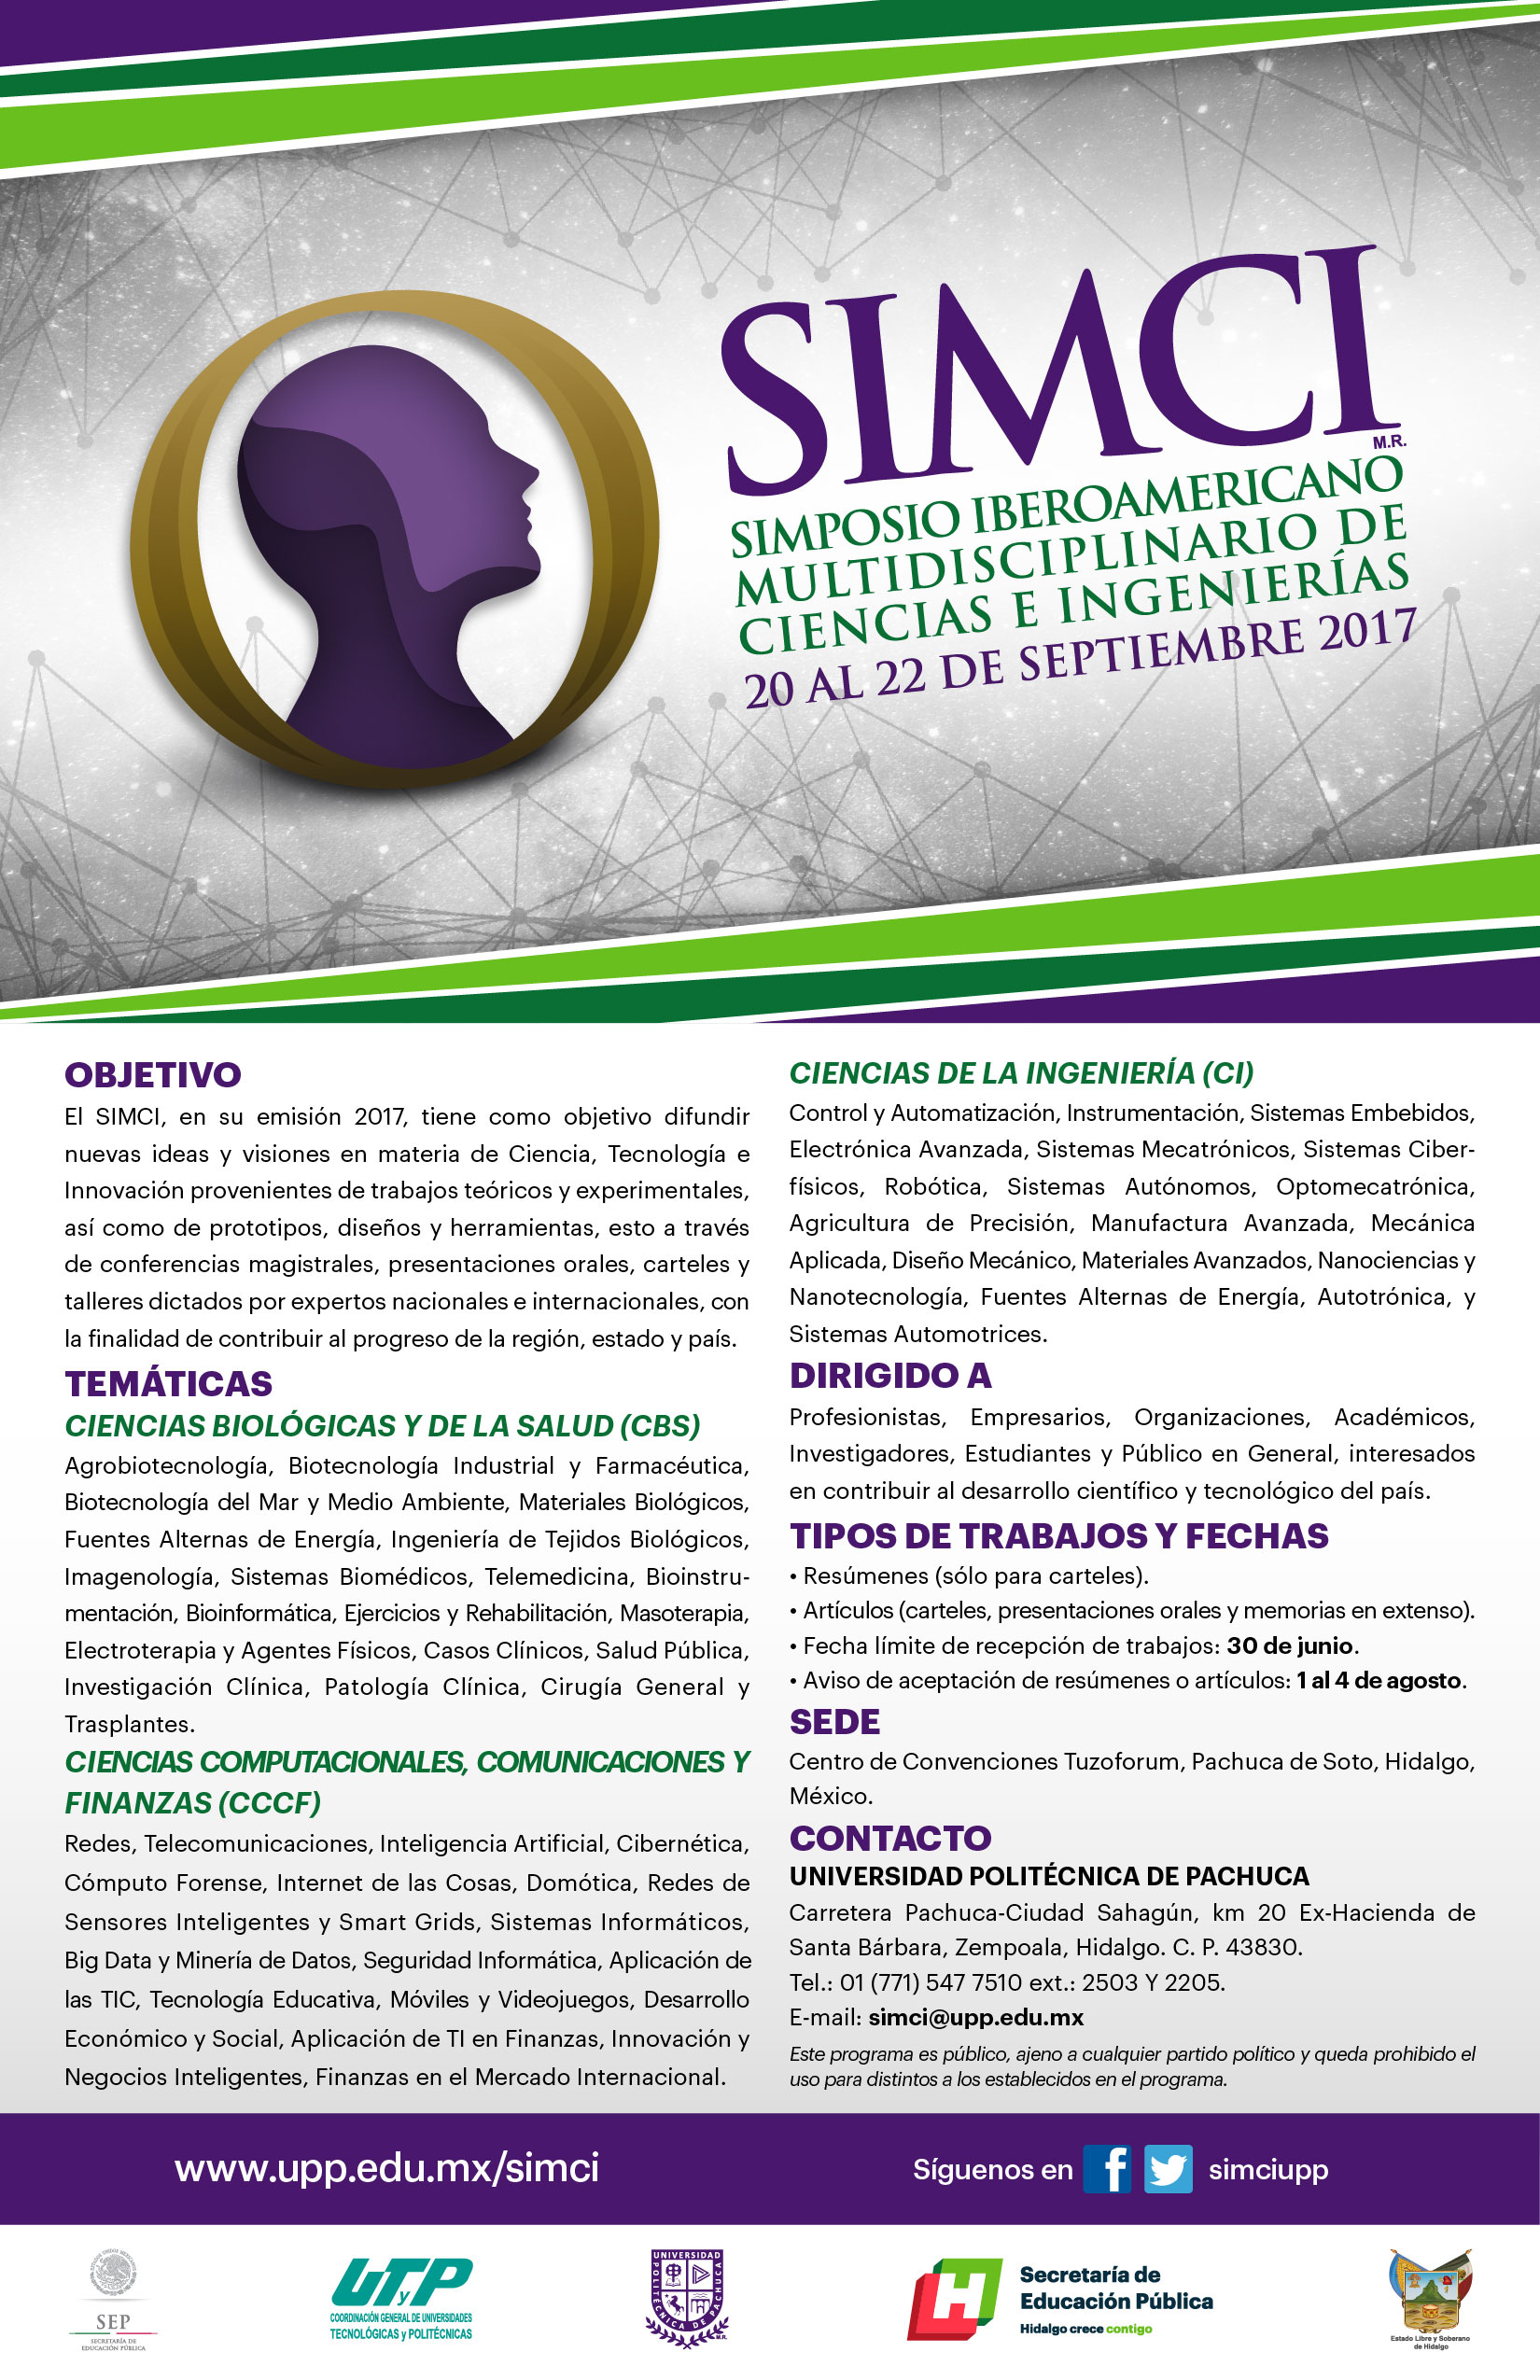 SIMCI
M.R.
SIMPOSIO IBEROAMERICANO
MULTIDISCIPLINARIO DE
CIENCIAS E INGENIERÍAS
20 AL 22 DE SEPTIEMBRE 2017
OBJETIVO
El SIMCI, en su emisión 2017, tiene como objetivo difundir
nuevas ideas y visiones en materia de Ciencia, Tecnología e
Innovación provenientes de trabajos teóricos y experimentales,
así como de prototipos, diseños y herramientas, esto a través
de conferencias magistrales, presentaciones orales, carteles y
talleres dictados por expertos nacionales e internacionales, con
la finalidad de contribuir al progreso de la región, estado y país.
TEMÁTICAS
CIENCIAS BIOLÓGICAS Y DE LA SALUD (CBS)
Agrobiotecnología, Biotecnología Industrial y Farmacéutica,
Biotecnología del Mar y Medio Ambiente, Materiales Biológicos,
Fuentes Alternas de Energía, Ingeniería de Tejidos Biológicos,
Imagenología, Sistemas Biomédicos, Telemedicina, Bioinstru-
mentación, Bioinformática, Ejercicios y Rehabilitación, Masoterapia,
Electroterapia y Agentes Físicos, Casos Clínicos, Salud Pública,
Investigación Clínica, Patología Clínica, Cirugía General y
Trasplantes.
CIENCIAS COMPUTACIONALES, COMUNICACIONES Y
FINANZAS (CCCF)
Redes, Telecomunicaciones, Inteligencia Artificial, Cibernética,
Cómputo Forense, Internet de las Cosas, Domótica, Redes de
Sensores Inteligentes y Smart Grids, Sistemas Informáticos,
Big Data y Minería de Datos, Seguridad Informática, Aplicación de
las TIC, Tecnología Educativa, Móviles y Videojuegos, Desarrollo
Económico y Social, Aplicación de TI en Finanzas, Innovación y
Negocios Inteligentes, Finanzas en el Mercado Internacional.
CIENCIAS DE LA INGENIERÍA (CI)
Control y Automatización, Instrumentación, Sistemas Embebidos,
Electrónica Avanzada, Sistemas Mecatrónicos, Sistemas Ciber-
físicos, Robótica, Sistemas Autónomos, Optomecatrónica,
Agricultura de Precisión, Manufactura Avanzada, Mecánica
Aplicada, Diseño Mecánico, Materiales Avanzados, Nanociencias y
Nanotecnología, Fuentes Alternas de Energía, Autotrónica, y
Sistemas Automotrices.
DIRIGIDO A
Profesionistas, Empresarios, Organizaciones, Académicos,
Investigadores, Estudiantes y Público en General, interesados
en contribuir al desarrollo científico y tecnológico del país.
TIPOS DE TRABAJOS Y FECHAS
• Resúmenes (sólo para carteles).
• Artículos (carteles, presentaciones orales y memorias en extenso).
• Fecha límite de recepción de trabajos: 30 de junio.
• Aviso de aceptación de resúmenes o artículos: 1 al 4 de agosto.
SEDE
Centro de Convenciones Tuzoforum, Pachuca de Soto, Hidalgo,
México.
CONTACTO
UNIVERSIDAD POLITÉCNICA DE PACHUCA
Carretera Pachuca-Ciudad Sahagún, km 20 Ex-Hacienda de
Santa Bárbara, Zempoala, Hidalgo. C. P. 43830.
Tel.: 01 (771) 547 7510 ext.: 2503 Y 2205.
E-mail: simci@upp.edu.mx
Este programa es público, ajeno a cualquier partido político y queda prohibido el
uso para distintos a los establecidos en el programa.
www.upp.edu.mx/simci
Síguenos en f simciupp
ESTADOS UNIDOS MEXICANOS
SEP
SECRETARÍA DE
EDUCACIÓN PÚBLICA
UTyP
COORDINACIÓN GENERAL DE UNIVERSIDADES
TECNOLÓGICAS y POLITÉCNICAS
UNIVERSIDAD
POLITÉCNICA DE PACHUCA
M.R.
H
Secretaría de
Educación Pública
Hidalgo crece contigo
Estado Libre y Soberano
de Hidalgo